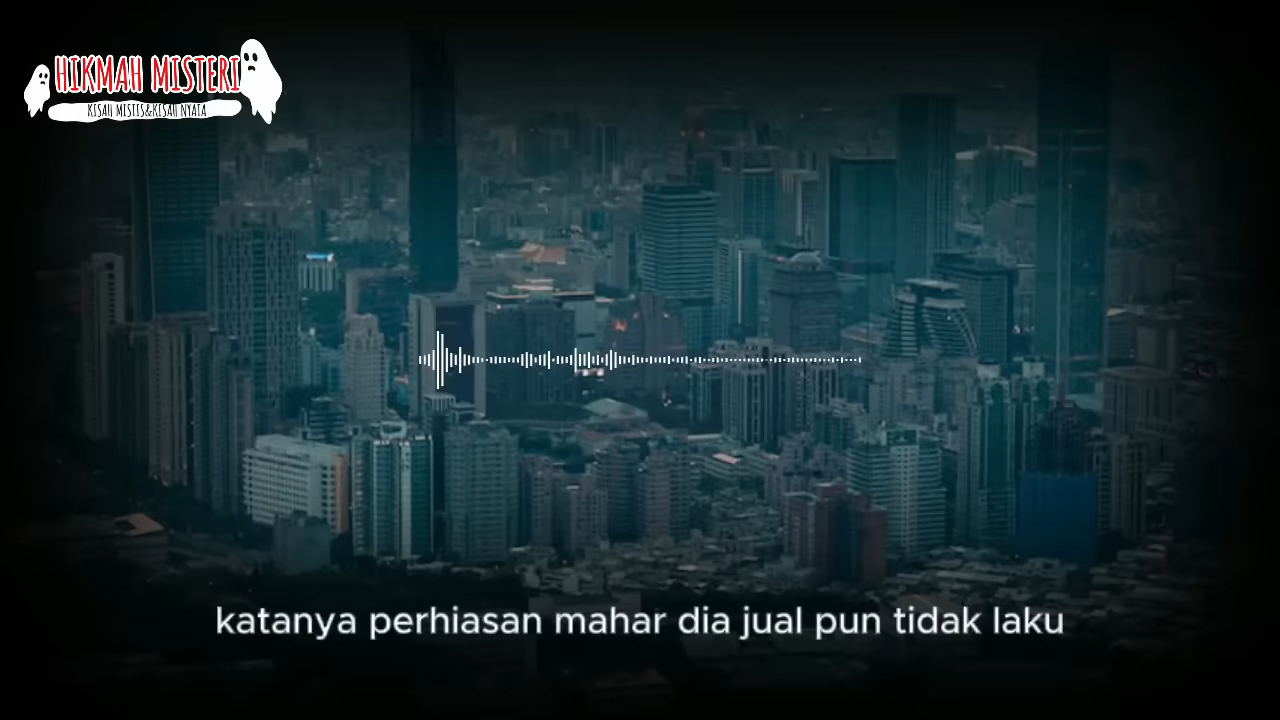 HIKMAH MISTERI
KISAH MISTIS&KISAH NYATA
katanya perhiasan mahar dia jual pun tidak laku